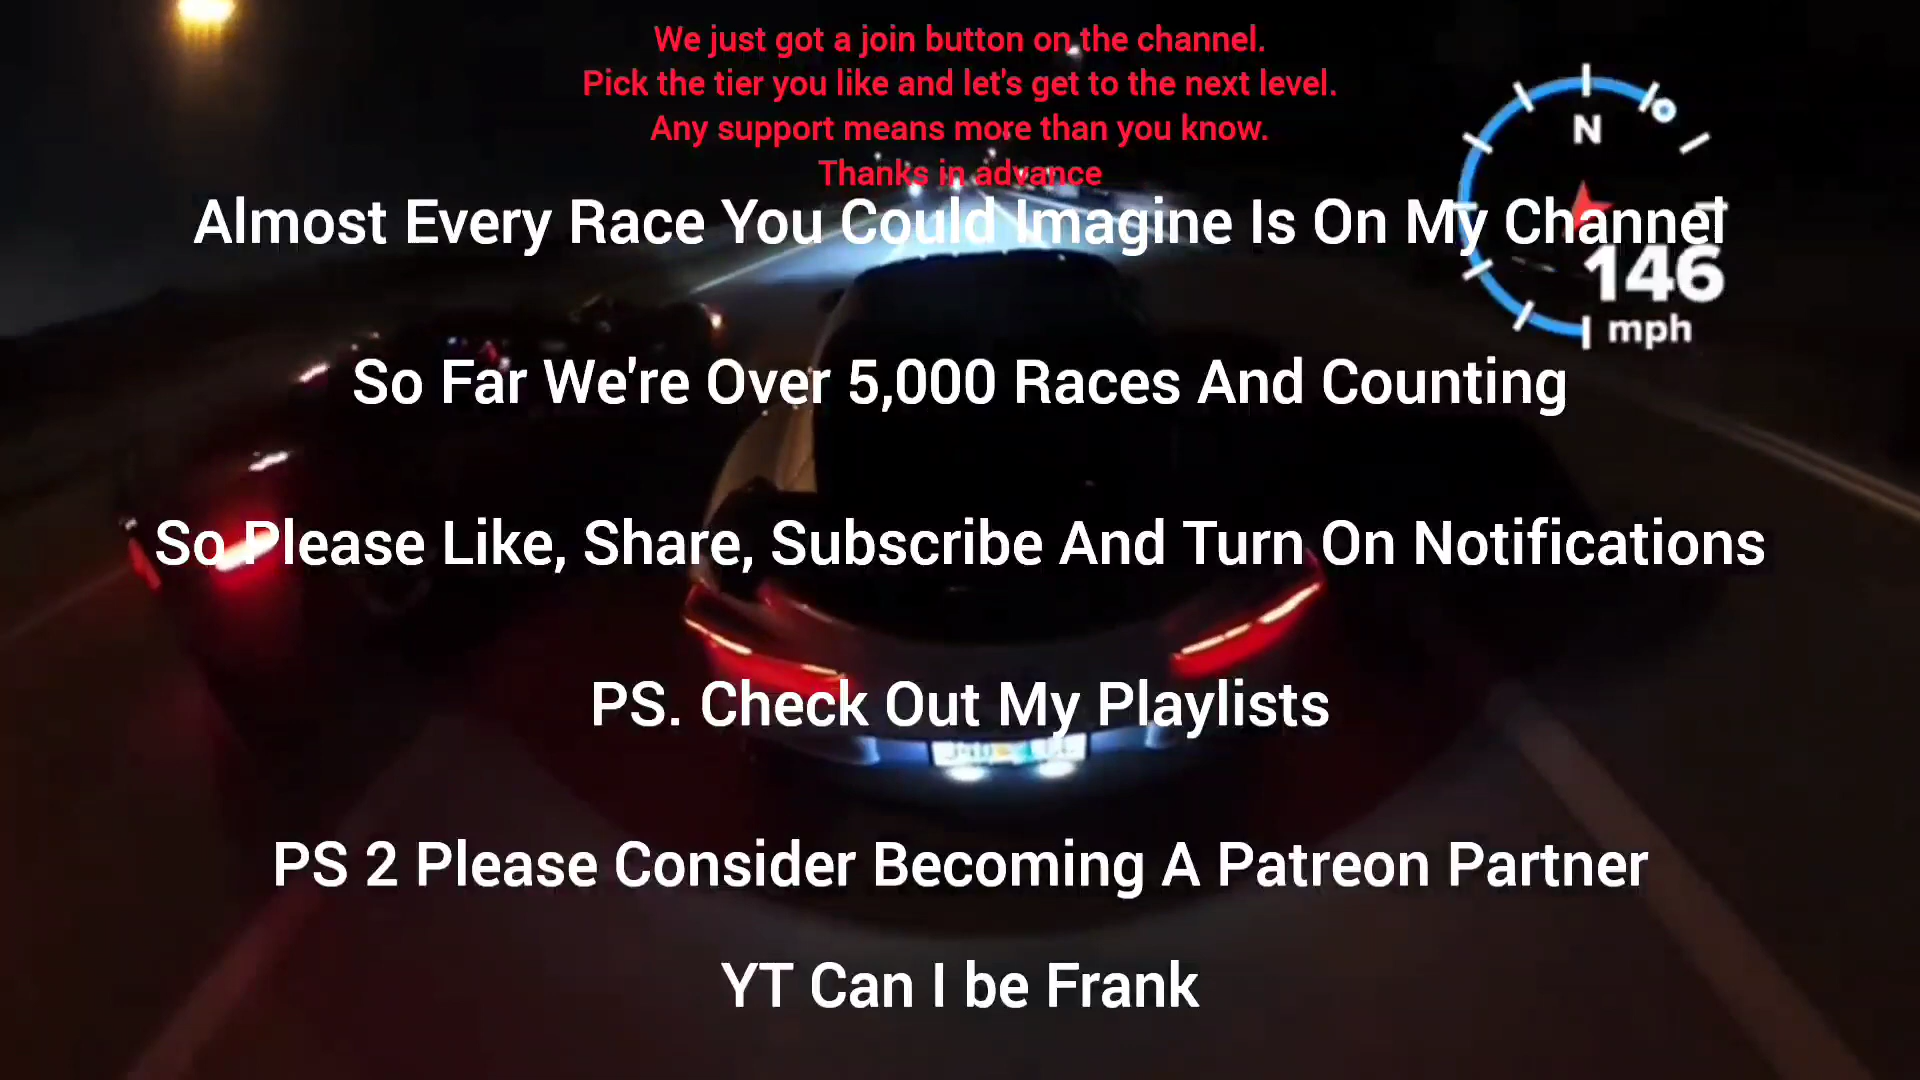 We just got a join button on the channel.
Pick the tier you like and let's get to the next level.
Any support means more than you know.
Thanks in advance
N
Almost Every Race You Could Imagine Is On My Channel
146
mph
So Far We're Over 5,000 Races And Counting
So Please Like, Share, Subscribe And Turn On Notifications
PS. Check Out My Playlists
PS 2 Please Consider Becoming A Patreon Partner
YT Can I be Frank